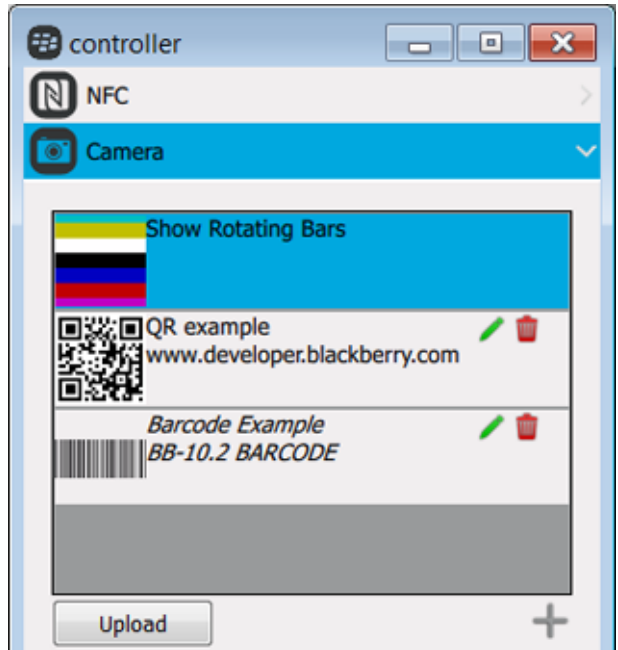 controller
NFC
Camera
Show Rotating Bars
QR example
www.developer.blackberry.com
Barcode Example
BB-10.2 BARCODE
Upload